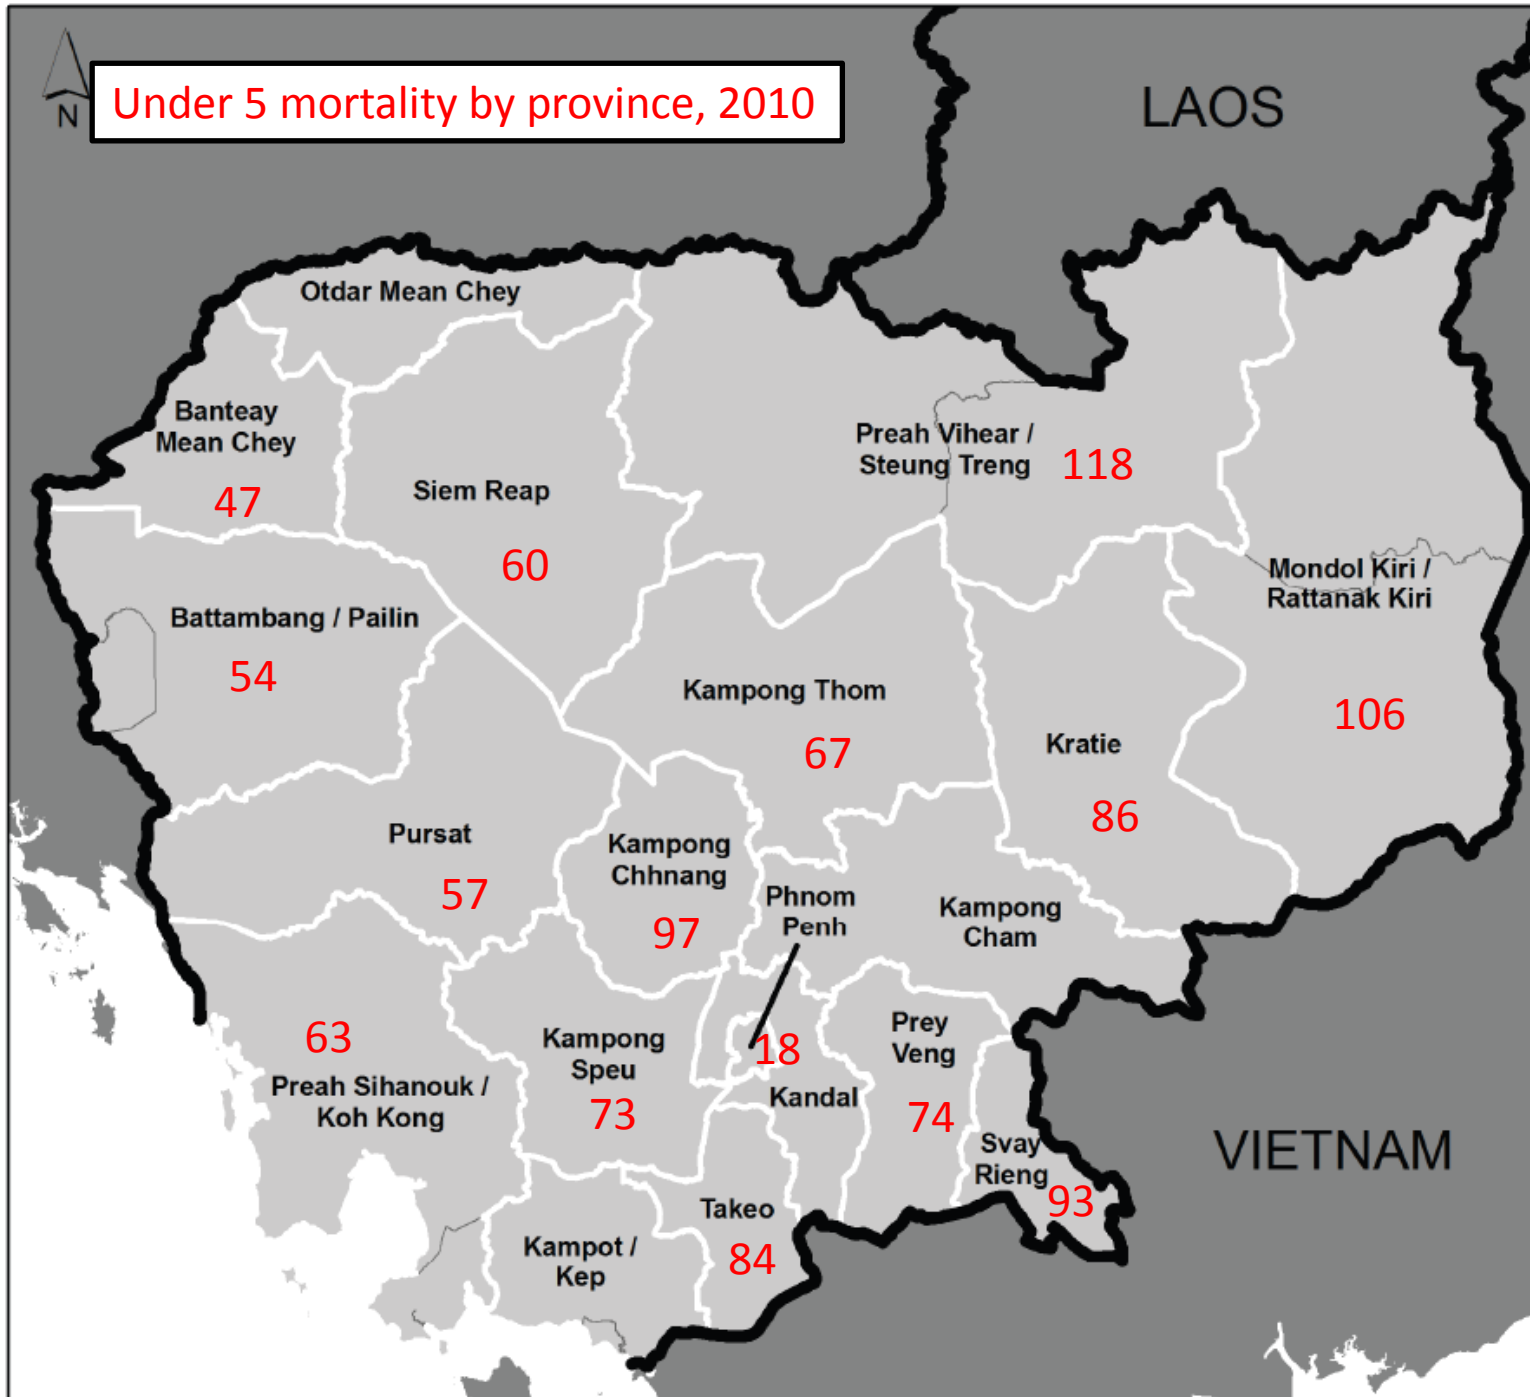 N
Under 5 mortality by province, 2010
LAOS
Otdar Mean Chey
Banteay
Mean Chey
47
Siem Reap
60
Preah Vihear /
Steung Treng
118
Battambang / Pailin
54
Mondol Kiri /
Rattanak Kiri
106
Kampong Thom
67
Kratie
86
Pursat
57
Kampong
Chhnang
97
Phnom
Penh
18
Kampong
Cham
63
Preah Sihanouk /
Koh Kong
Kampong
Speu
73
Kandal
Prey
Veng
74
Svay
Rieng
93
VIETNAM
Takeo
84
Kampot /
Kep